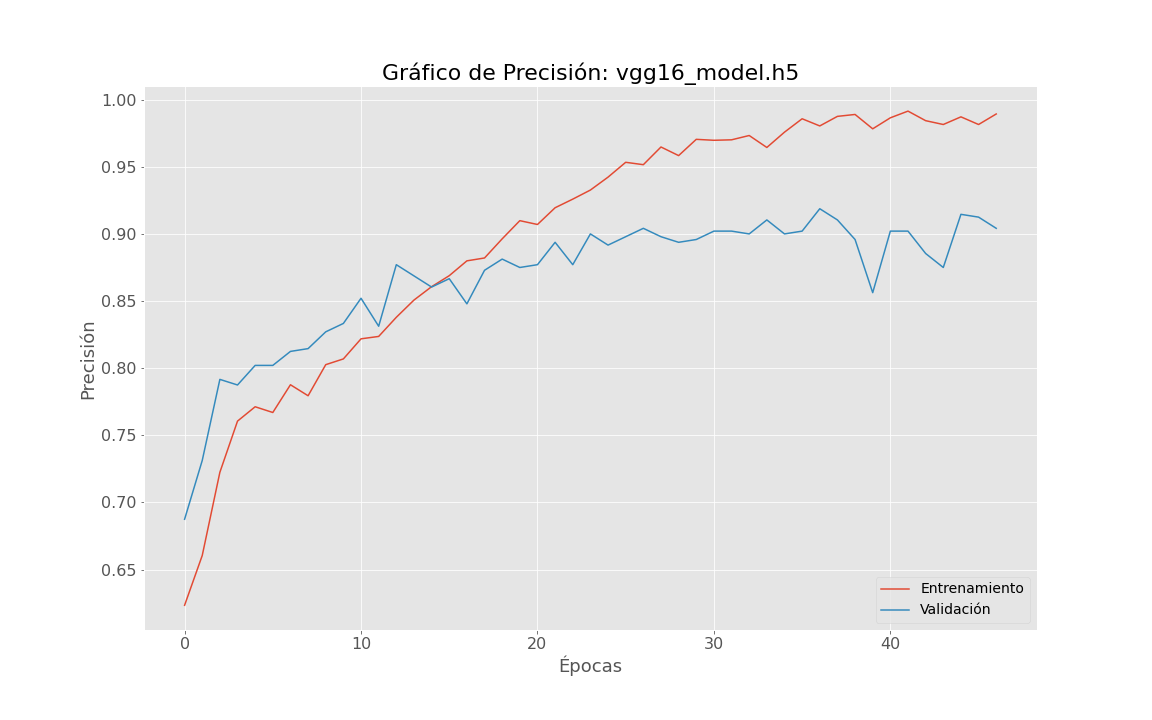 Gráfico de Precisión: vgg16_model.h5
1.00
0.95
0.90
0.85
0.80
0.75
0.70
0.65
Precisión
0
10
20
30
40
Épocas
Entrenamiento
Validación